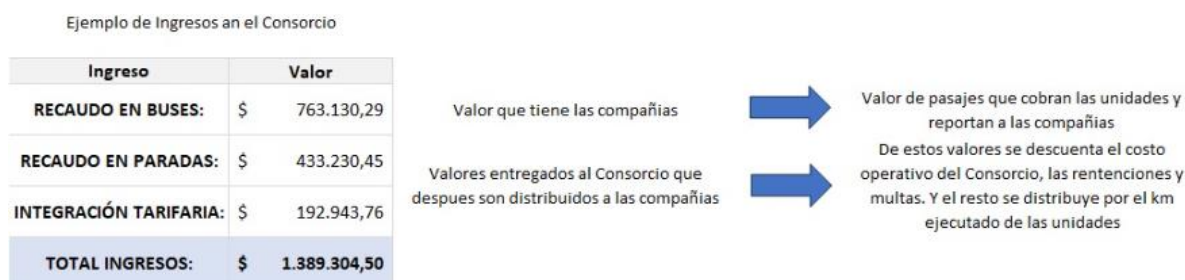 Ejemplo de Ingresos an el Consorcio
Ingreso Valor
RECAUDO EN BUSES: $ 763.130,29
RECAUDO EN PARADAS: $ 433.230,45
INTEGRACIÓN TARIFARIA: $ 192.943,76
TOTAL INGRESOS: $ 1.389.304,50
Valor que tiene las compañias
Valor de pasajes que cobran las unidades y
reportan a las compañias
Valores entregados al Consorcio que
despues son distribuidos a las compañias
De estos valores se descuenta el costo
operativo del Consorcio, las rentenciones y
multas. Y el resto se distribuye por el km
ejecutado de las unidades